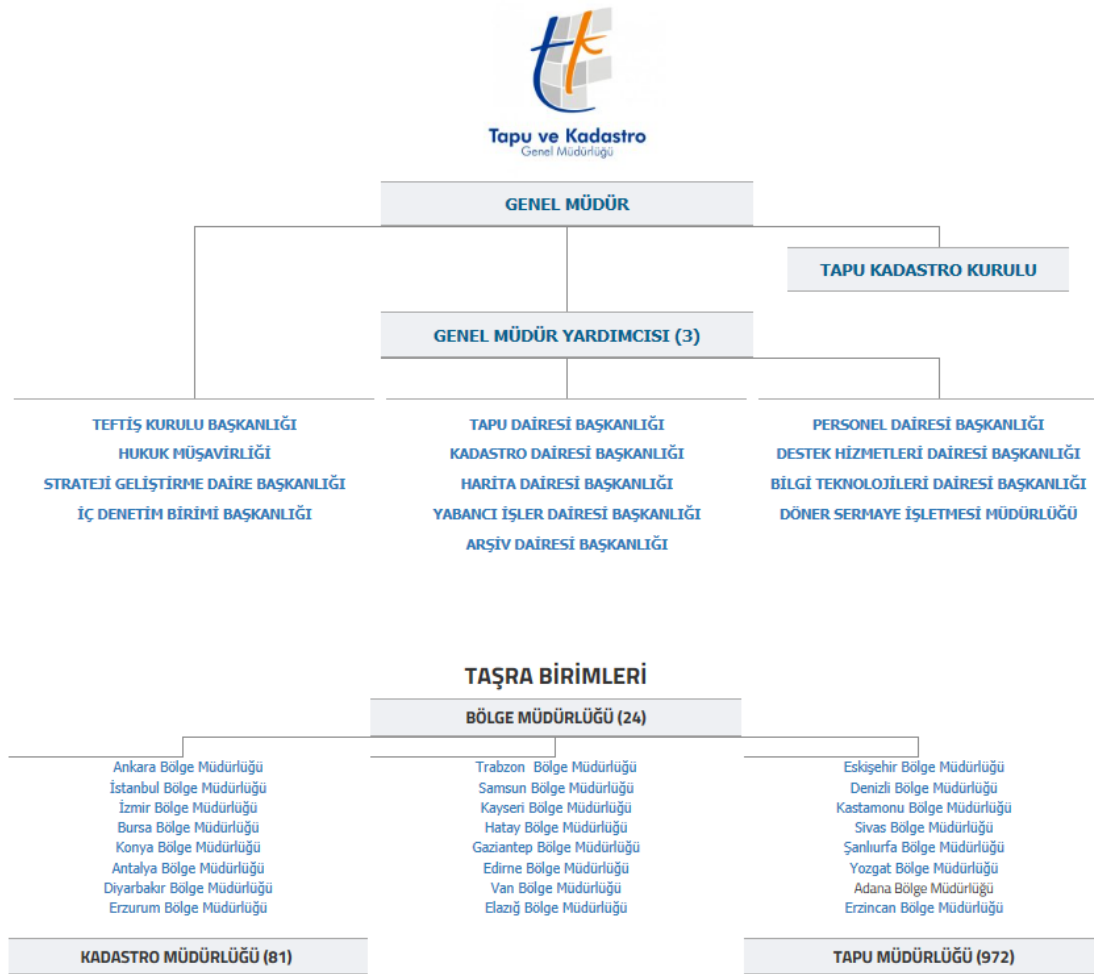 Tapu ve Kadastro
Genel Müdürlüğü
GENEL MÜDÜR
TAPU KADASTRO KURULU
GENEL MÜDÜR YARDIMCISI (3)
TEFTİŞ KURULU BAŞKANLIĞI
HUKUK MÜŞAVİRLİĞİ
STRATEJİ GELİŞTİRME DAİRE BAŞKANLIĞI
İÇ DENETİM BİRİMİ BAŞKANLIĞI
TAPU DAİRESİ BAŞKANLIĞI
KADASTRO DAİRESİ BAŞKANLIĞI
HARİTA DAİRESİ BAŞKANLIĞI
YABANCI İŞLER DAİRESİ BAŞKANLIĞI
ARŞİV DAİRESİ BAŞKANLIĞI
PERSONEL DAİRESİ BAŞKANLIĞI
DESTEK HİZMETLERİ DAİRESİ BAŞKANLIĞI
BİLGİ TEKNOLOJİLERİ DAİRESİ BAŞKANLIĞI
DÖNER SERMAYE İŞLETMESİ MÜDÜRLÜĞÜ
TAŞRA BİRİMLERİ
BÖLGE MÜDÜRLÜĞÜ (24)
Ankara Bölge Müdürlüğü
İstanbul Bölge Müdürlüğü
İzmir Bölge Müdürlüğü
Bursa Bölge Müdürlüğü
Konya Bölge Müdürlüğü
Antalya Bölge Müdürlüğü
Diyarbakır Bölge Müdürlüğü
Erzurum Bölge Müdürlüğü
Trabzon Bölge Müdürlüğü
Samsun Bölge Müdürlüğü
Kayseri Bölge Müdürlüğü
Hatay Bölge Müdürlüğü
Gaziantep Bölge Müdürlüğü
Edirne Bölge Müdürlüğü
Van Bölge Müdürlüğü
Elazığ Bölge Müdürlüğü
Eskişehir Bölge Müdürlüğü
Denizli Bölge Müdürlüğü
Kastamonu Bölge Müdürlüğü
Sivas Bölge Müdürlüğü
Şanlıurfa Bölge Müdürlüğü
Yozgat Bölge Müdürlüğü
Adana Bölge Müdürlüğü
Erzincan Bölge Müdürlüğü
KADASTRO MÜDÜRLÜĞÜ (81)
TAPU MÜDÜRLÜĞÜ (972)